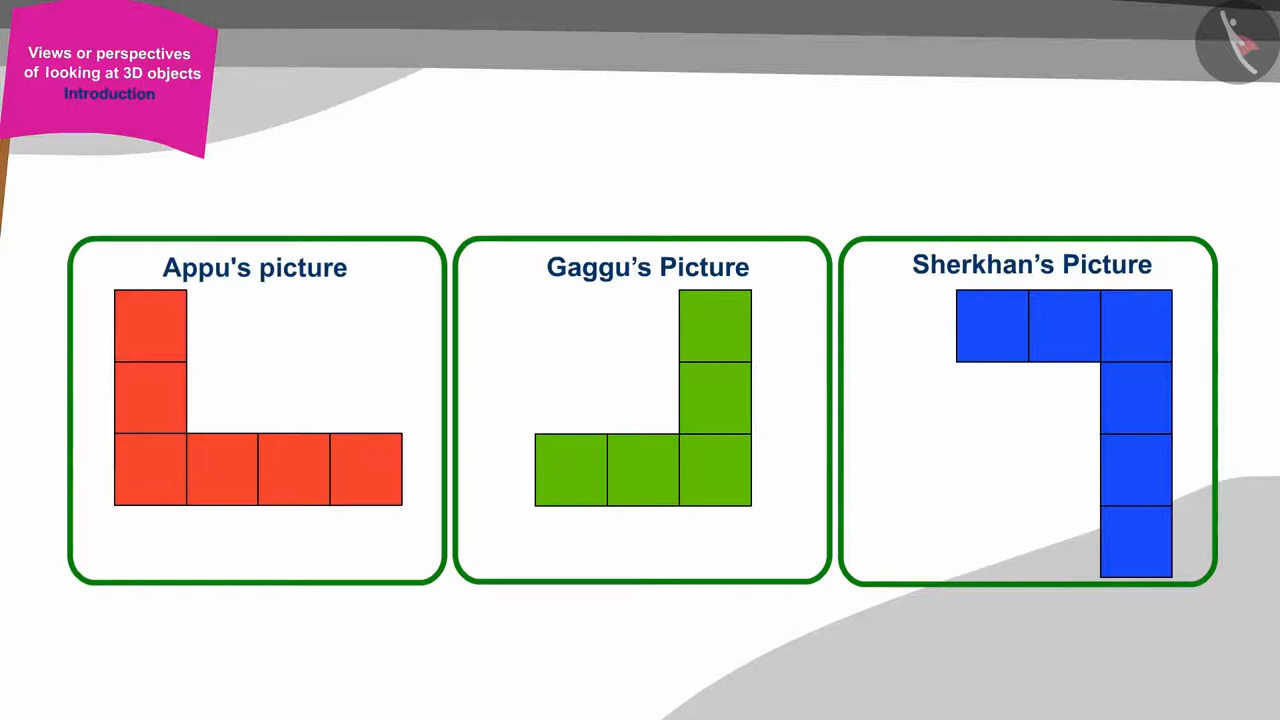 Views or perspectives
of looking at 3D objects
Introduction
Appu's picture
Gaggu’s Picture
Sherkhan’s Picture